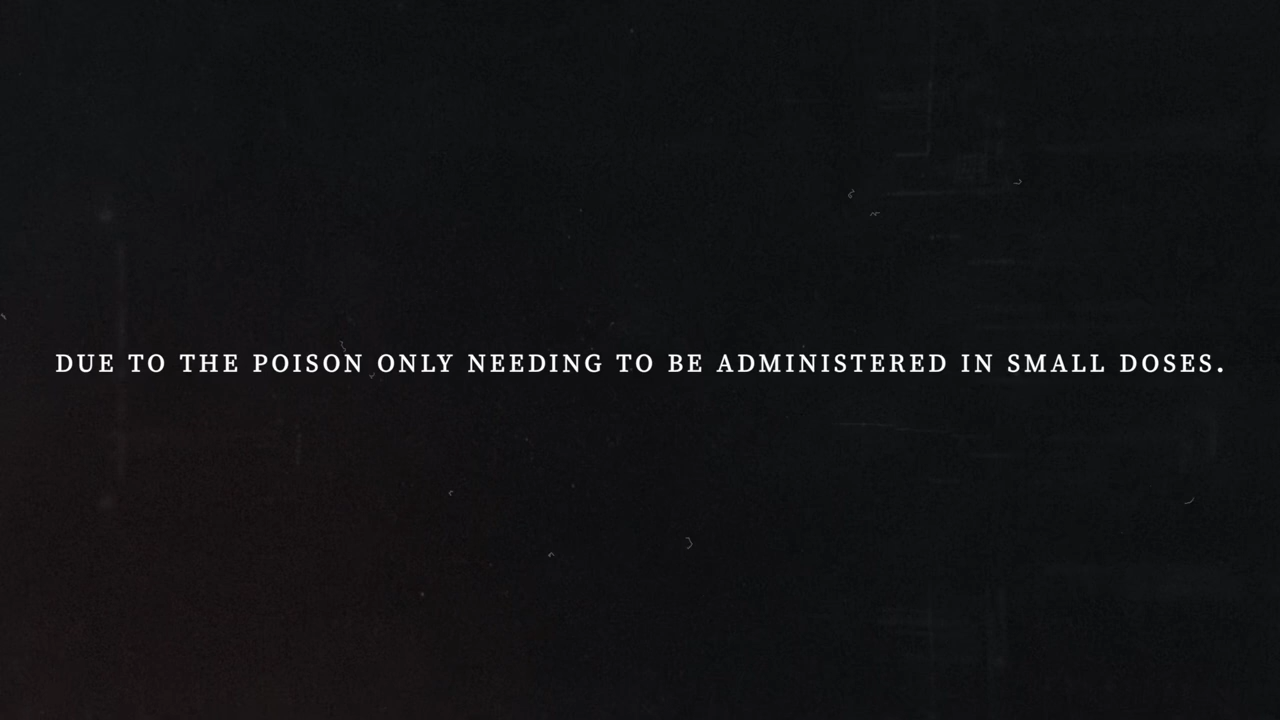 DUE TO THE POISON ONLY NEEDING TO BE ADMINISTERED IN SMALL DOSES.